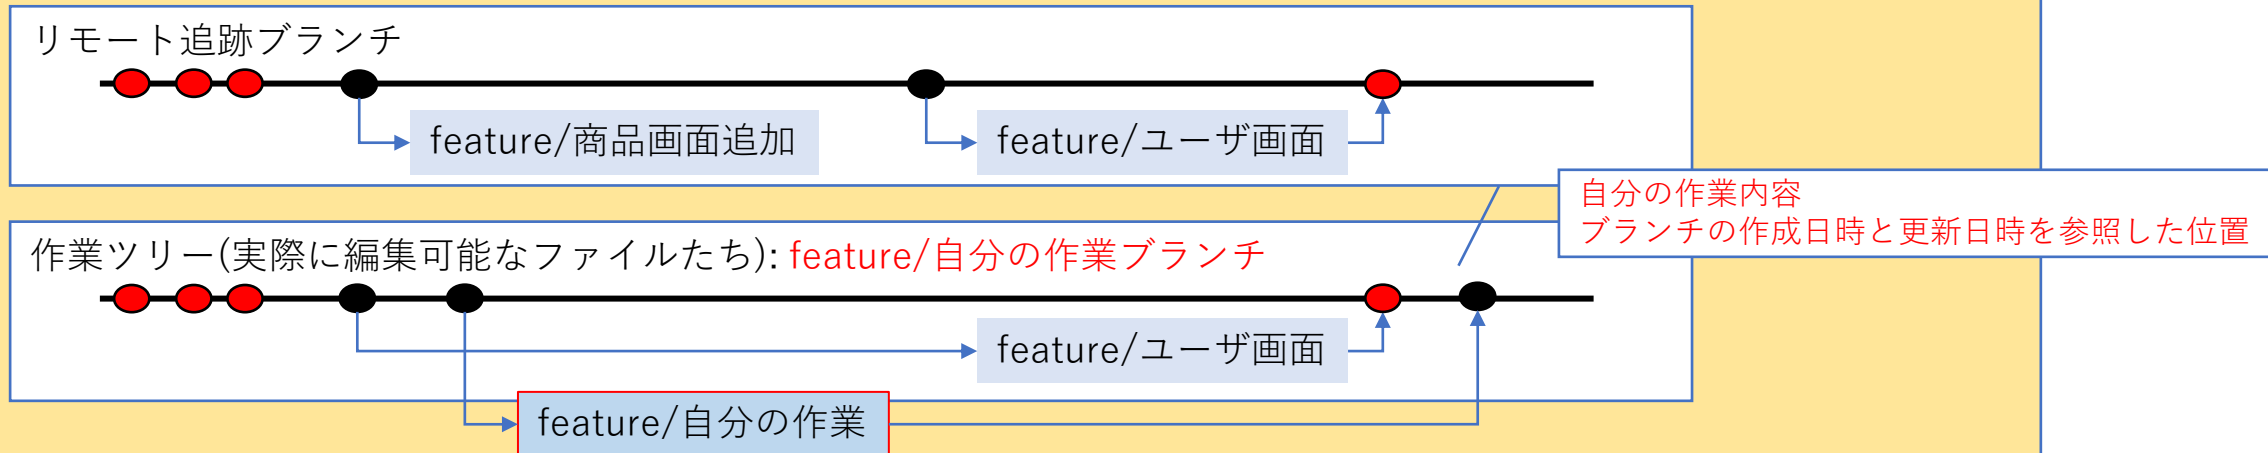 リモート追跡ブランチ
feature/商品画面追加
feature/ユーザ画面
自分の作業内容
ブランチの作成日時と更新日時を参照した位置
作業ツリー(実際に編集可能なファイルたち): feature/自分の作業ブランチ
feature/ユーザ画面
feature/自分の作業